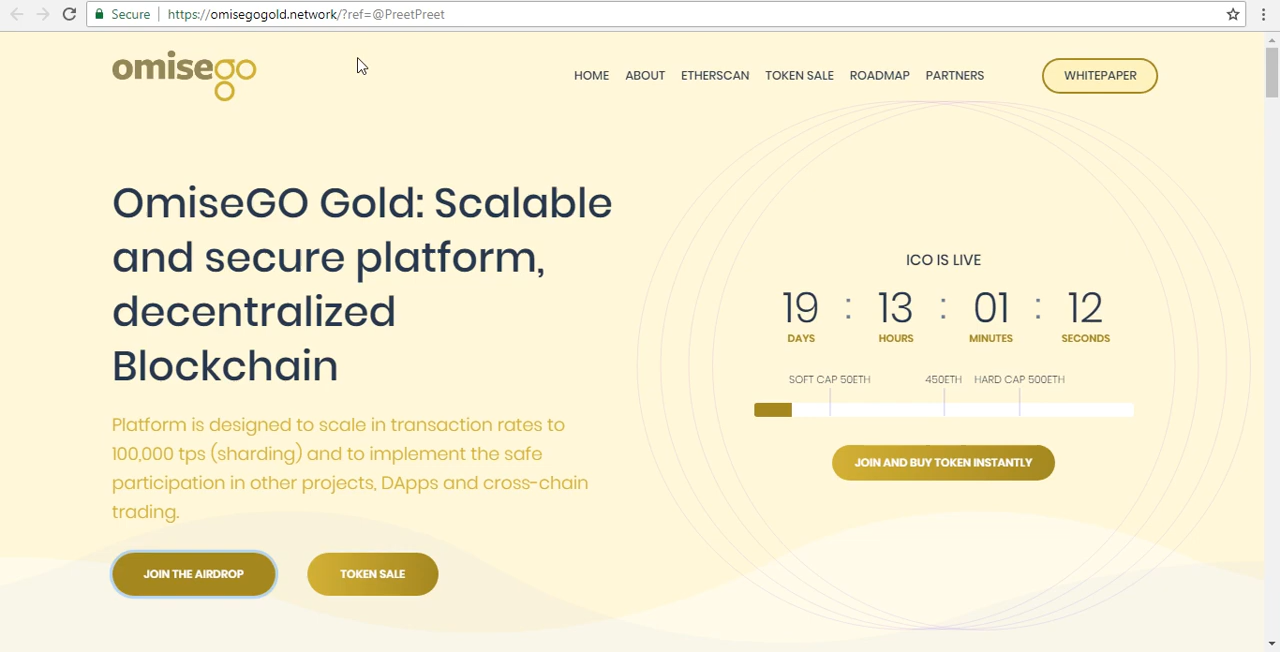 Secure https://omisegogold.network/?ref=@PreetPreet
omisego
HOME ABOUT ETHERSCAN TOKEN SALE ROADMAP PARTNERS WHITEPAPER
OmiseGO Gold: Scalable
and secure platform,
decentralized
Blockchain
Platform is designed to scale in transaction rates to
100,000 tps (sharding) and to implement the safe
participation in other projects, DApps and cross-chain
trading.
JOIN THE AIRDROP TOKEN SALE
ICO IS LIVE
19 : 13 : 01 : 12
DAYS HOURS MINUTES SECONDS
SOFT CAP 50ETH 450ETH HARD CAP 500ETH
JOIN AND BUY TOKEN INSTANTLY